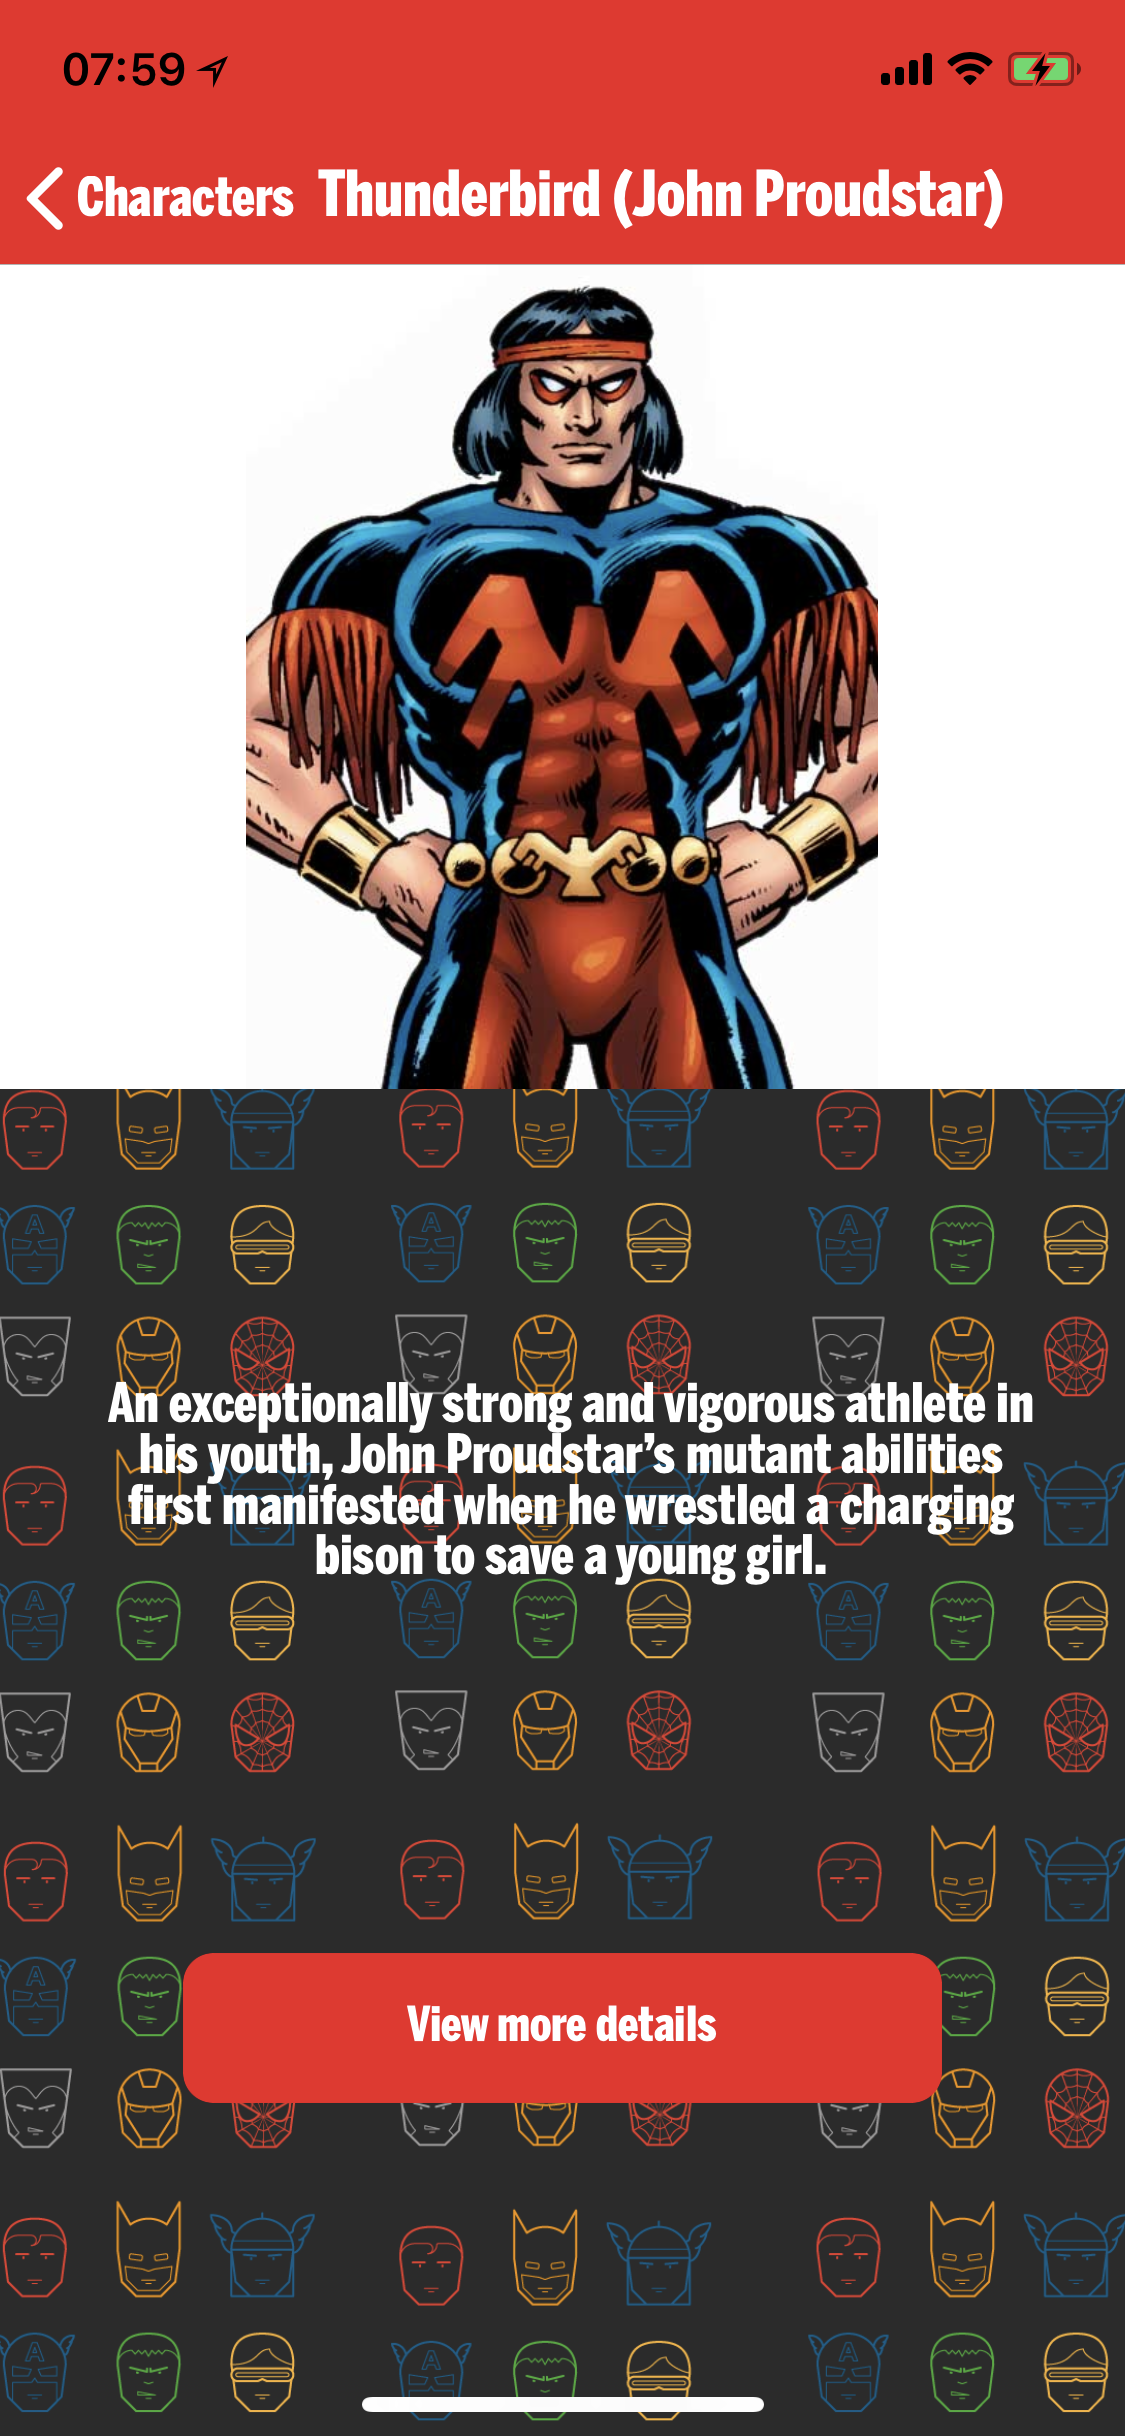 07:59
Characters Thunderbird (John Proudstar)
An exceptionally strong and vigorous athlete in
his youth, John Proudstar’s mutant abilities
first manifested when he wrestled a charging
bison to save a young girl.
View more details